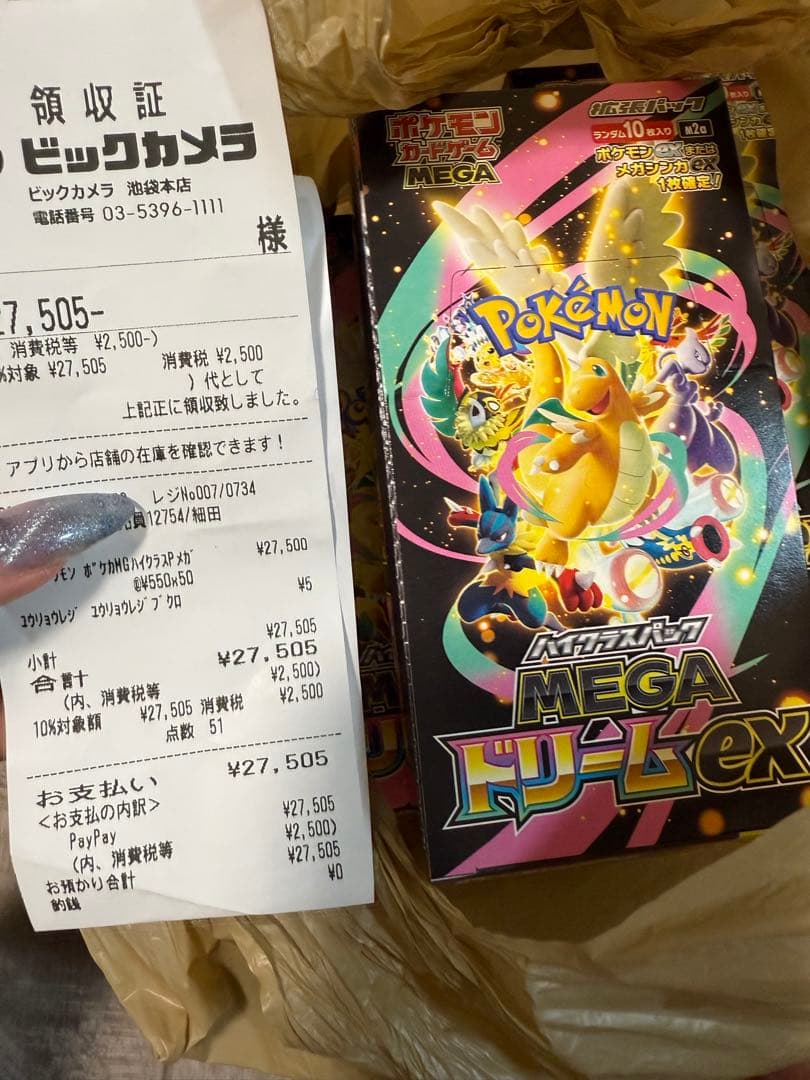 領収証
ビックカメラ
ビックカメラ 池袋本店
電話番号 03-5396-1111
様
27,505-
消費税等 ¥2,500-)
%対象 ¥27,505 消費税 ¥2,500
) 代として
上記正に領収致しました。
アプリから店舗の在庫を確認できます!
レジNo007/0734
員12754/細田
モン ポケカMGハイクラスPメガ ¥27,500
@¥550x50
ユウリョウレジ ユウリョウレジブクロ ¥5
小計 ¥27,505
合計 ¥27,505
(内、消費税等 ¥2,500)
10%対象額 ¥27,505 消費税 ¥2,500
点数 51
お支払い ¥27,505
<お支払の内訳>
PayPay ¥27,505
(内、消費税等 ¥2,500)
お預かり合計 ¥27,505
釣銭 ¥0
ポケモン
カードゲーム
MEGA
拡張パック
ランダム10枚入り M2a
ポケモンexまたは
メガシンカex
1枚確定!
POKéMON
ハイクラスパック
MEGA
ドリームex